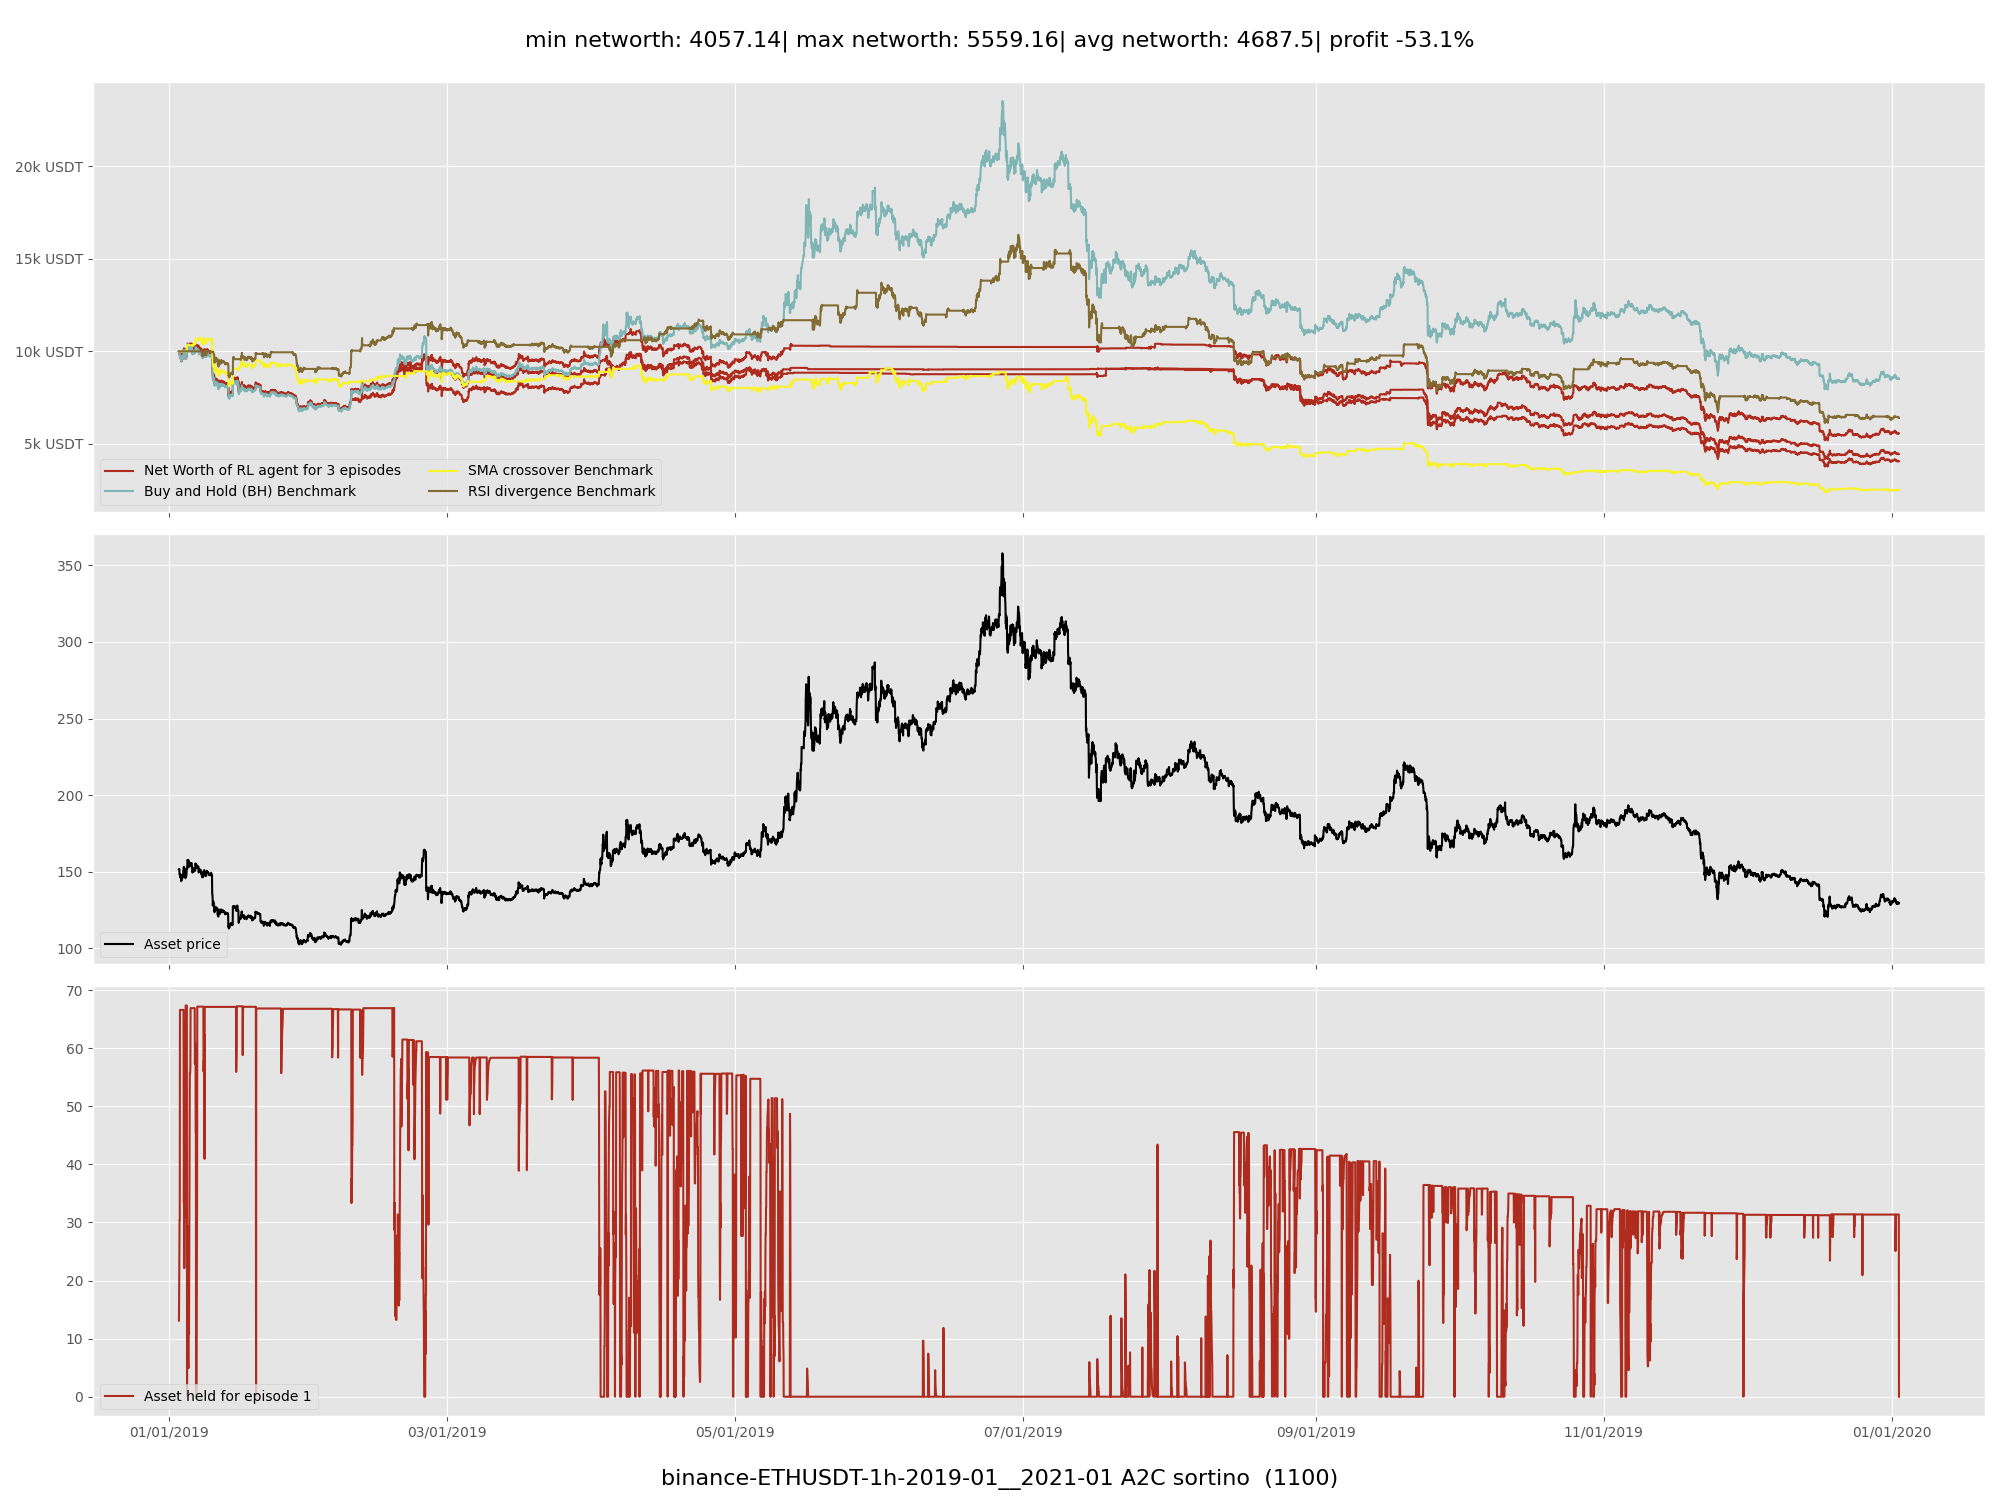 min networth: 4057.14| max networth: 5559.16| avg networth: 4687.5| profit -53.1%
20k USDT
15k USDT
10k USDT
5k USDT
Net Worth of RL agent for 3 episodes
Buy and Hold (BH) Benchmark
SMA crossover Benchmark
RSI divergence Benchmark
350
300
250
200
150
100
Asset price
70
60
50
40
30
20
10
0
Asset held for episode 1
01/01/2019
03/01/2019
05/01/2019
07/01/2019
09/01/2019
11/01/2019
01/01/2020
binance-ETHUSDT-1h-2019-01__2021-01 A2C sortino  (1100)